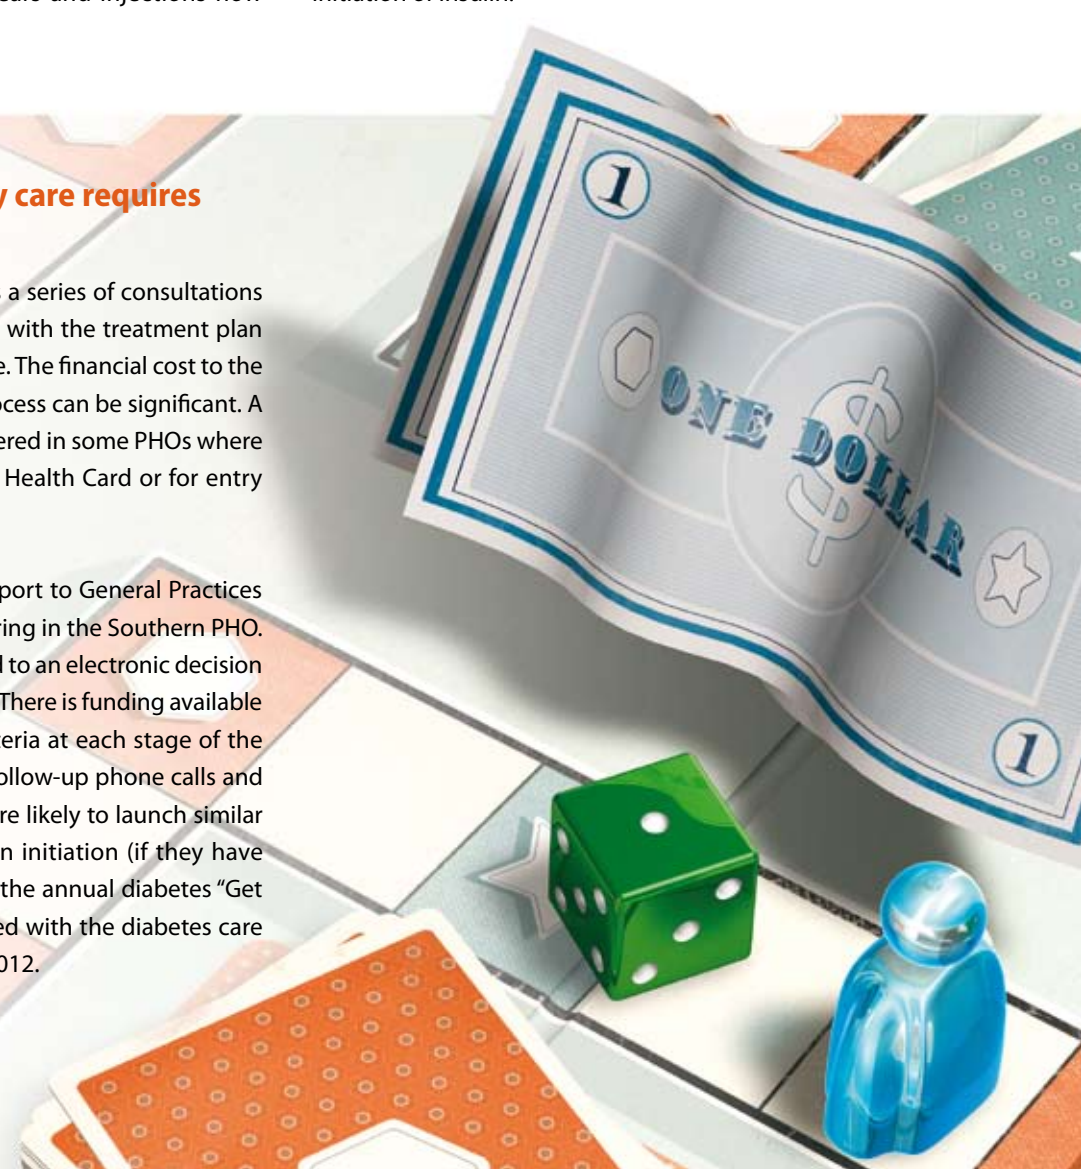 initiation of insulin.
y care requires
a series of consultations
with the treatment plan
e. The financial cost to the
ocess can be significant. A
ered in some PHOs where
Health Card or for entry
port to General Practices
ring in the Southern PHO.
to an electronic decision
There is funding available
teria at each stage of the
ollow-up phone calls and
re likely to launch similar
n initiation (if they have
the annual diabetes “Get
ed with the diabetes care
012.
1
ONE DOLLAR
1